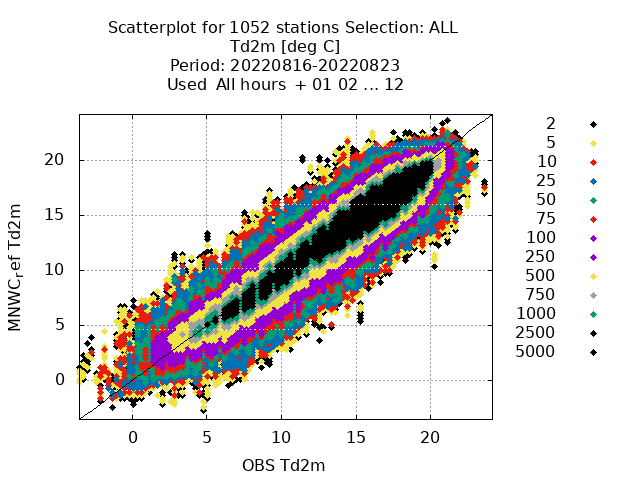 Scatterplot for 1052 stations Selection: ALL
Td2m [deg C]
Period: 20220816-20220823
Used  All hours  + 01 02 ... 12
MNWC,ref Td2m
20
15
10
5
0
0 5 10 15 20
OBS Td2m
2
5
10
25
50
75
100
250
500
750
1000
2500
5000